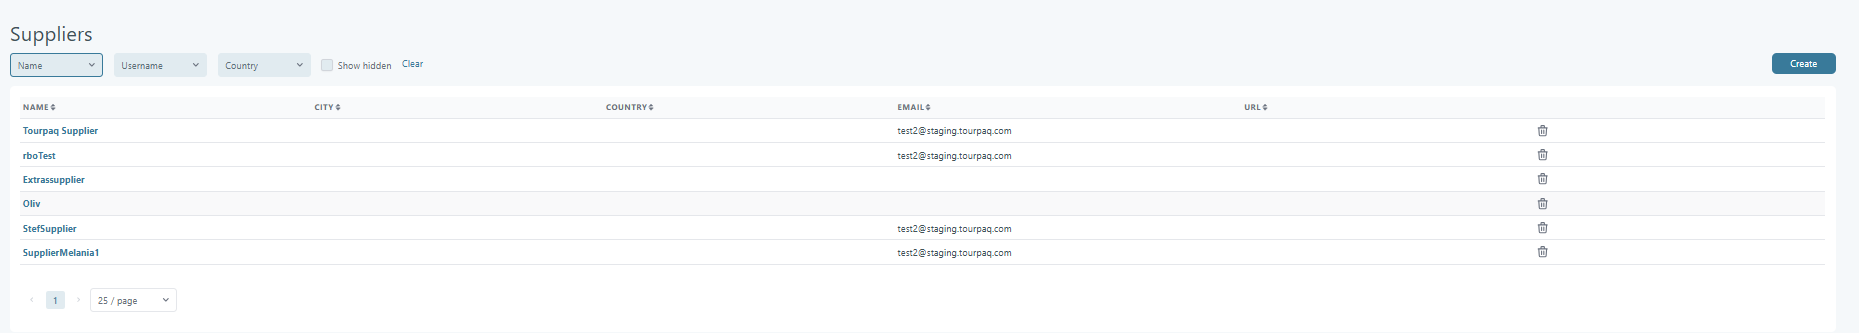 Suppliers
Name Username Country Show hidden Clear Create
NAME CITY COUNTRY EMAIL URL
Tourpaq Supplier test2@staging.tourpaq.com
rboTest test2@staging.tourpaq.com
Extrassupplier
Oliv
StefSupplier test2@staging.tourpaq.com
SupplierMelania1 test2@staging.tourpaq.com
1 25 / page